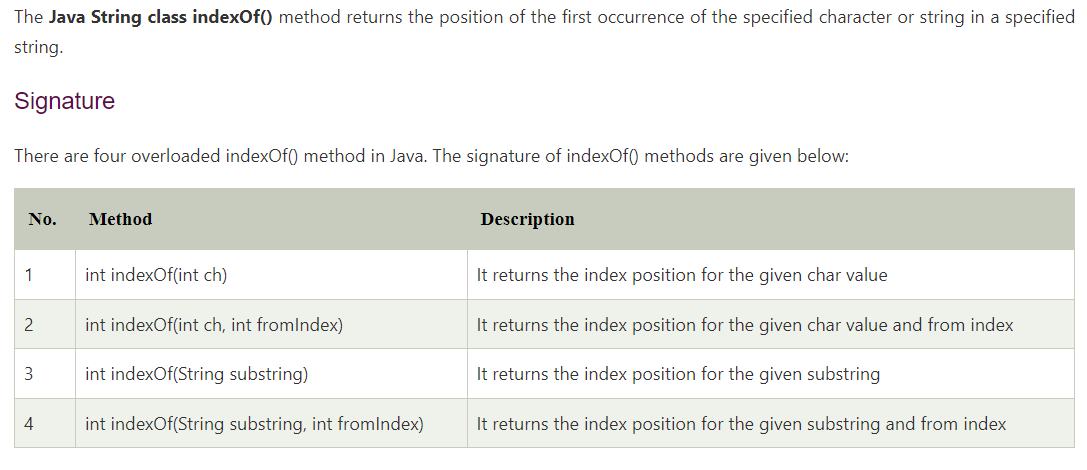 The Java String class indexOf() method returns the position of the first occurrence of the specified character or string in a specified
string.
Signature
There are four overloaded indexOf() method in Java. The signature of indexOf() methods are given below:
No. Method Description
1 int indexOf(int ch) It returns the index position for the given char value
2 int indexOf(int ch, int fromIndex) It returns the index position for the given char value and from index
3 int indexOf(String substring) It returns the index position for the given substring
4 int indexOf(String substring, int fromIndex) It returns the index position for the given substring and from index